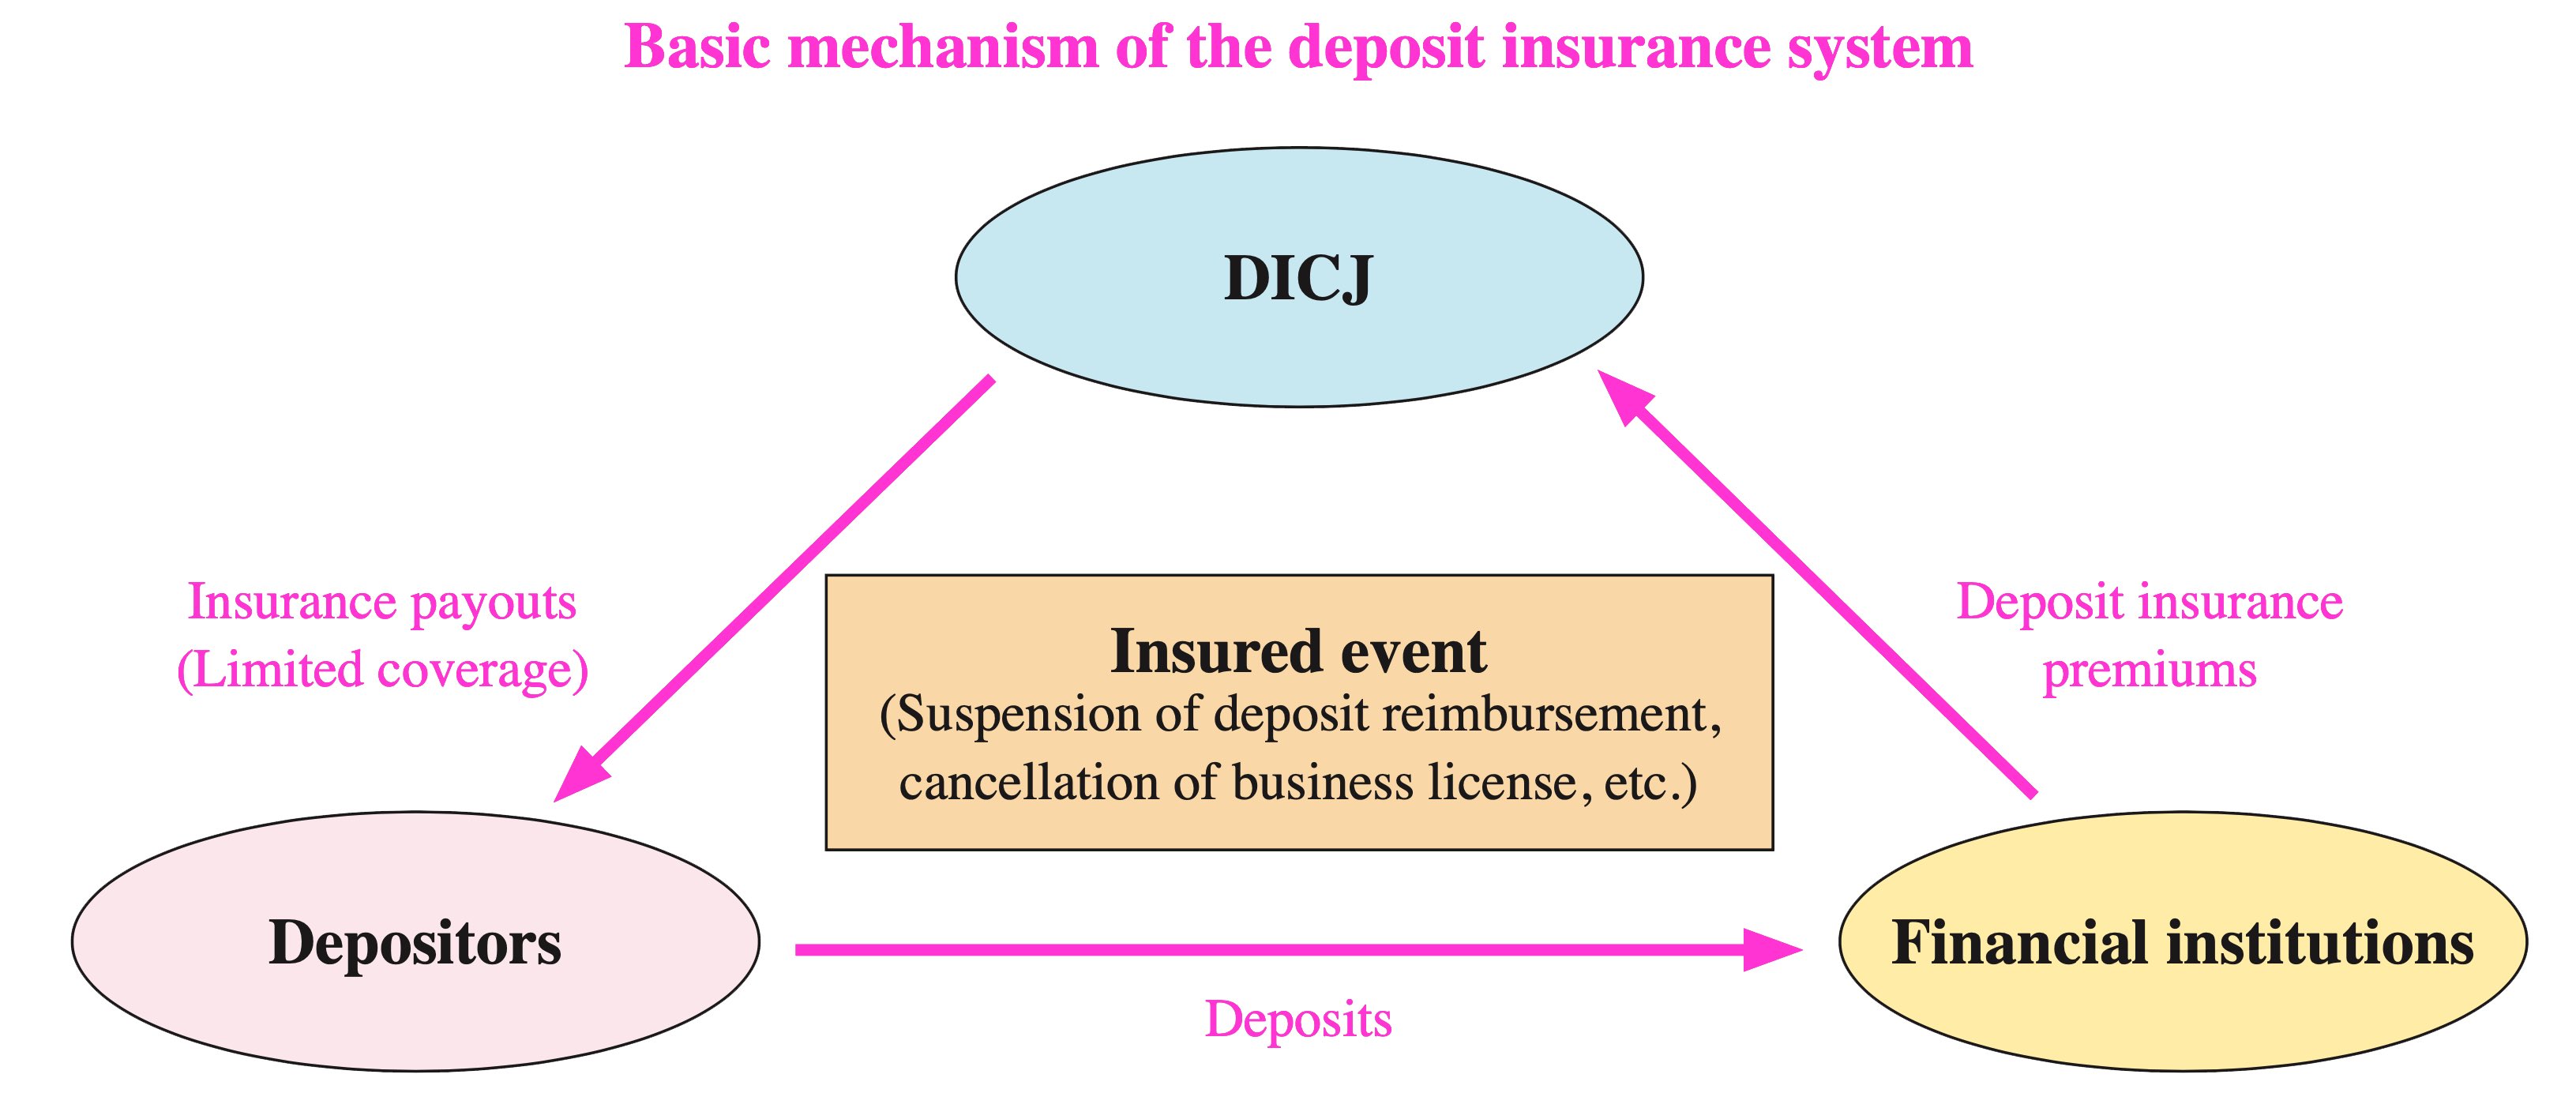 Basic mechanism of the deposit insurance system
DICJ
Insurance payouts
(Limited coverage)
Insured event
(Suspension of deposit reimbursement,
cancellation of business license, etc.)
Deposit insurance
premiums
Depositors
Financial institutions
Deposits